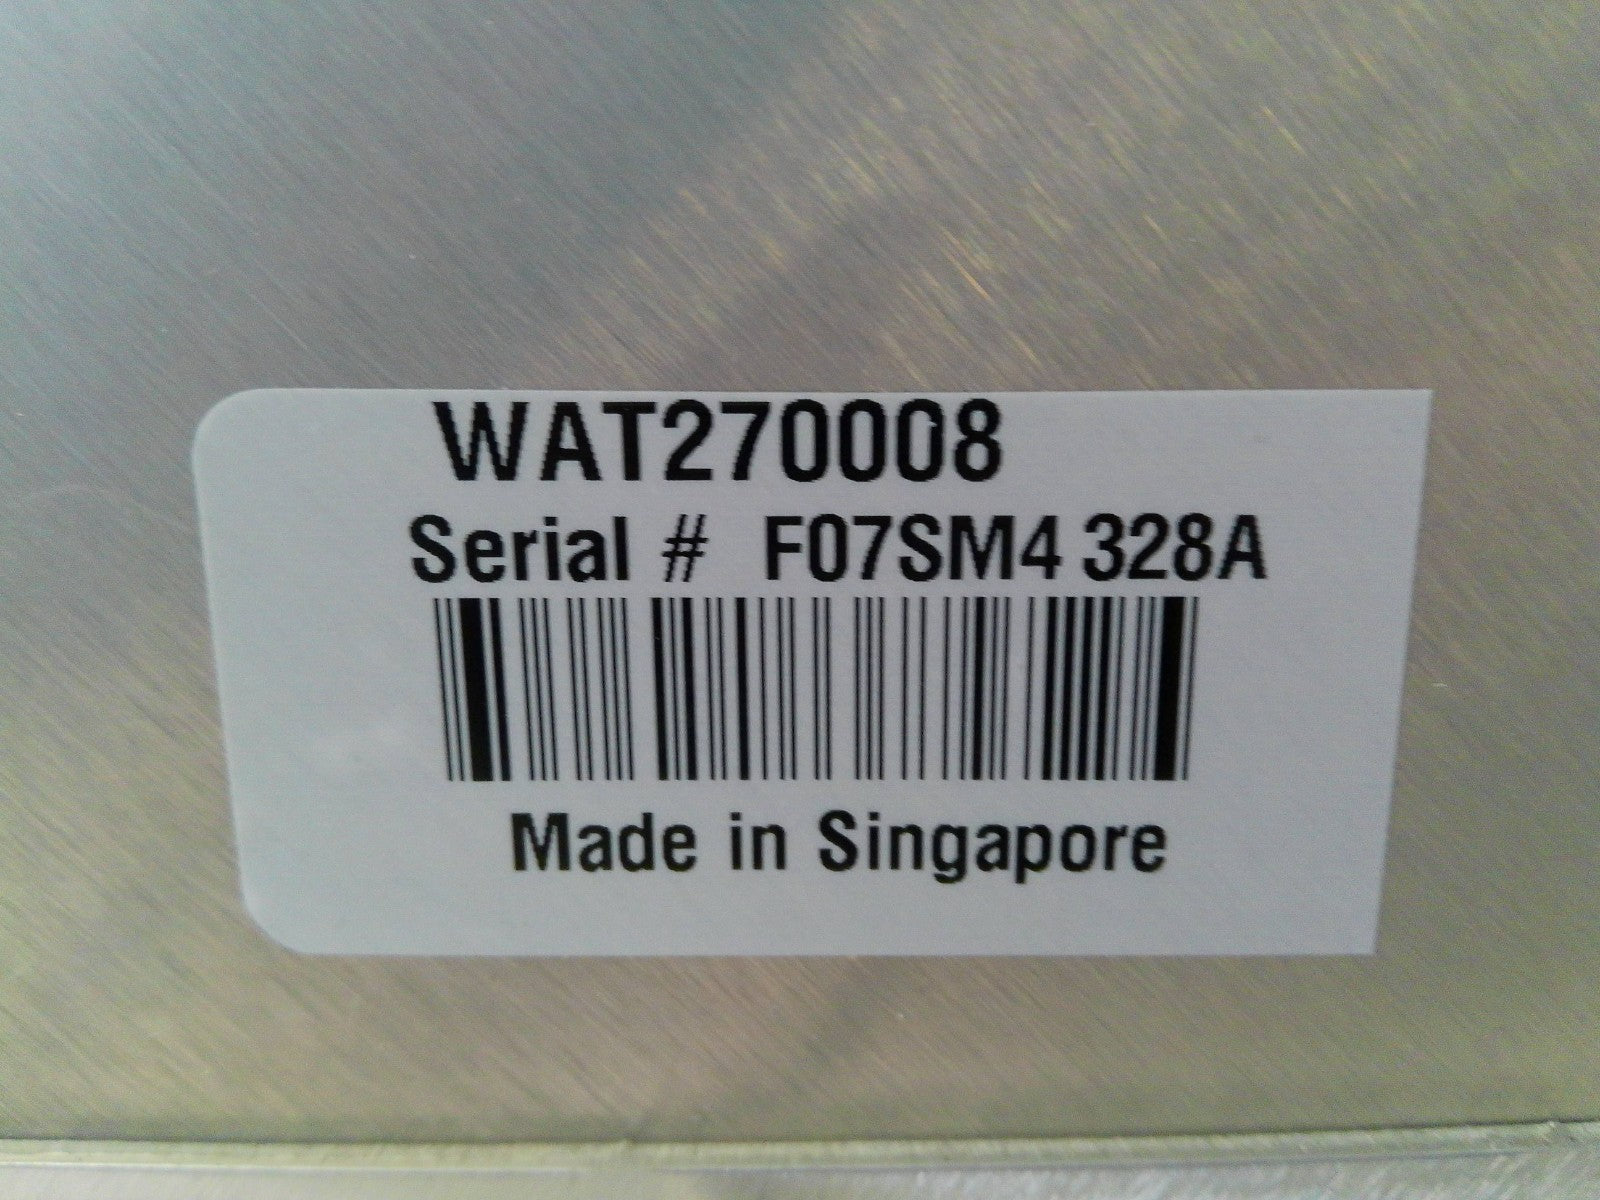 WAT270008
Serial # F07SM4 328A
Made in Singapore